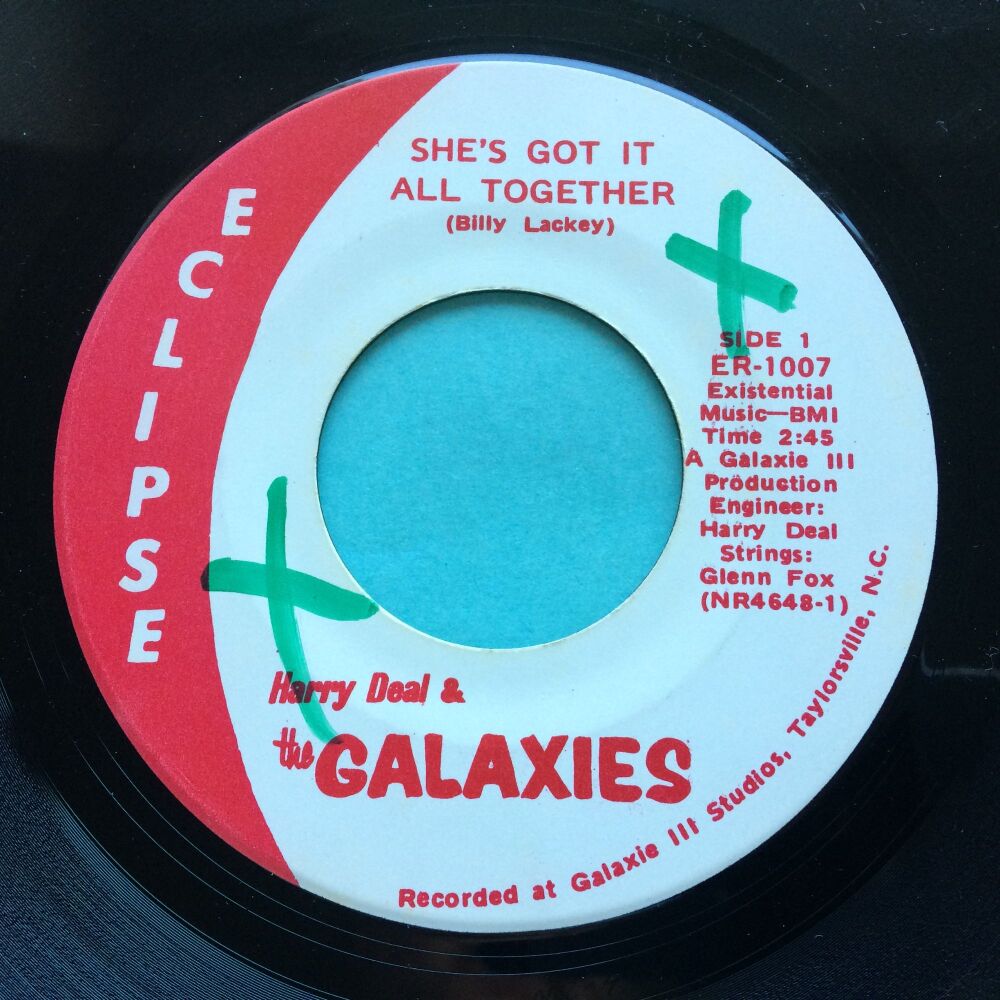 ECLIPSE
SHE'S GOT IT
ALL TOGETHER
(Billy Lackey)
SIDE 1
ER-1007
Existential
Music—BMI
Time 2:45
A Galaxie III
Production
Engineer:
Harry Deal
Strings:
Glenn Fox
(NR4648-1)
Harry Deal &
the GALAXIES
Recorded at Galaxie III Studios, Taylorsville, N.C.